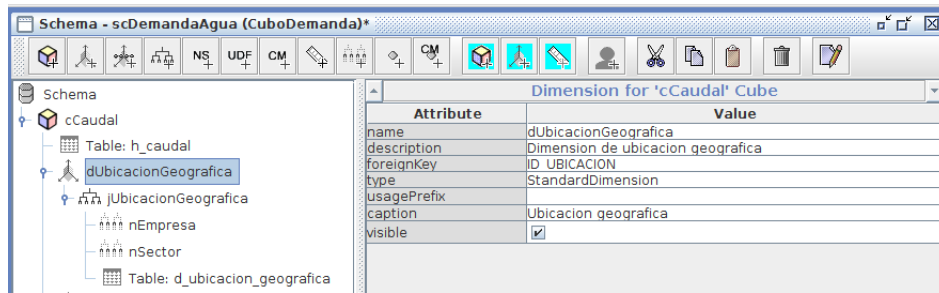 Schema - scDemandaAgua (CuboDemanda)*
NS UDF CM CM
Schema
cCaudal
Table: h_caudal
dUbicacionGeografica
jUbicacionGeografica
nEmpresa
nSector
Table: d_ubicacion_geografica
Dimension for 'cCaudal' Cube
Attribute Value
name dUbicacionGeografica
description Dimension de ubicacion geografica
foreignKey ID_UBICACION
type StandardDimension
usagePrefix
caption Ubicacion geografica
visible